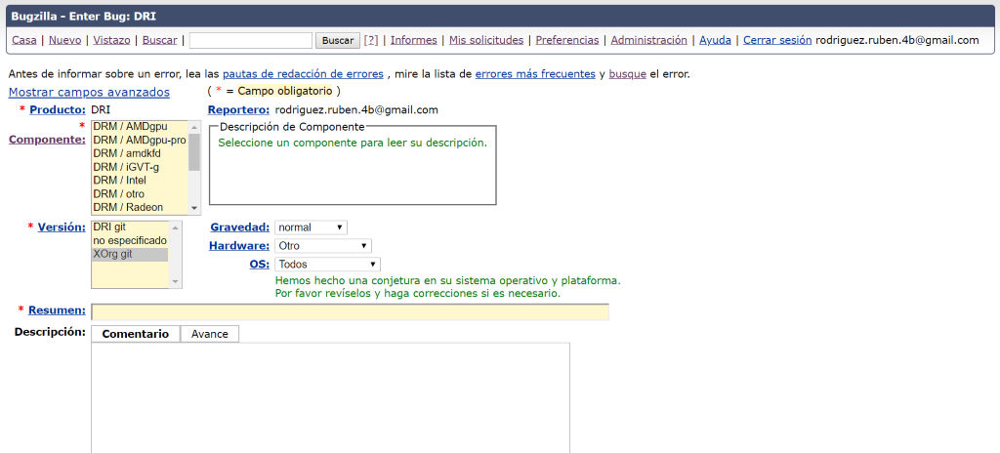 Bugzilla - Enter Bug: DRI
Casa | Nuevo | Vistazo | Buscar | Buscar [?] | Informes | Mis solicitudes | Preferencias | Administración | Ayuda | Cerrar sesión rodriguez.ruben.4b@gmail.com
Antes de informar sobre un error, lea las pautas de redacción de errores , mire la lista de errores más frecuentes y busque el error.
Mostrar campos avanzados ( * = Campo obligatorio )
* Producto: DRI Reportero: rodriguez.ruben.4b@gmail.com
* Componente:
DRM / AMDgpu
DRM / AMDgpu-pro
DRM / amdkfd
DRM / iGVT-g
DRM / Intel
DRM / otro
DRM / Radeon
Descripción de Componente
Seleccione un componente para leer su descripción.
* Versión:
DRI git
no especificado
XOrg git
Gravedad: normal
Hardware: Otro
OS: Todos
Hemos hecho una conjetura en su sistema operativo y plataforma.
Por favor revíselos y haga correcciones si es necesario.
* Resumen:
Descripción: Comentario Avance